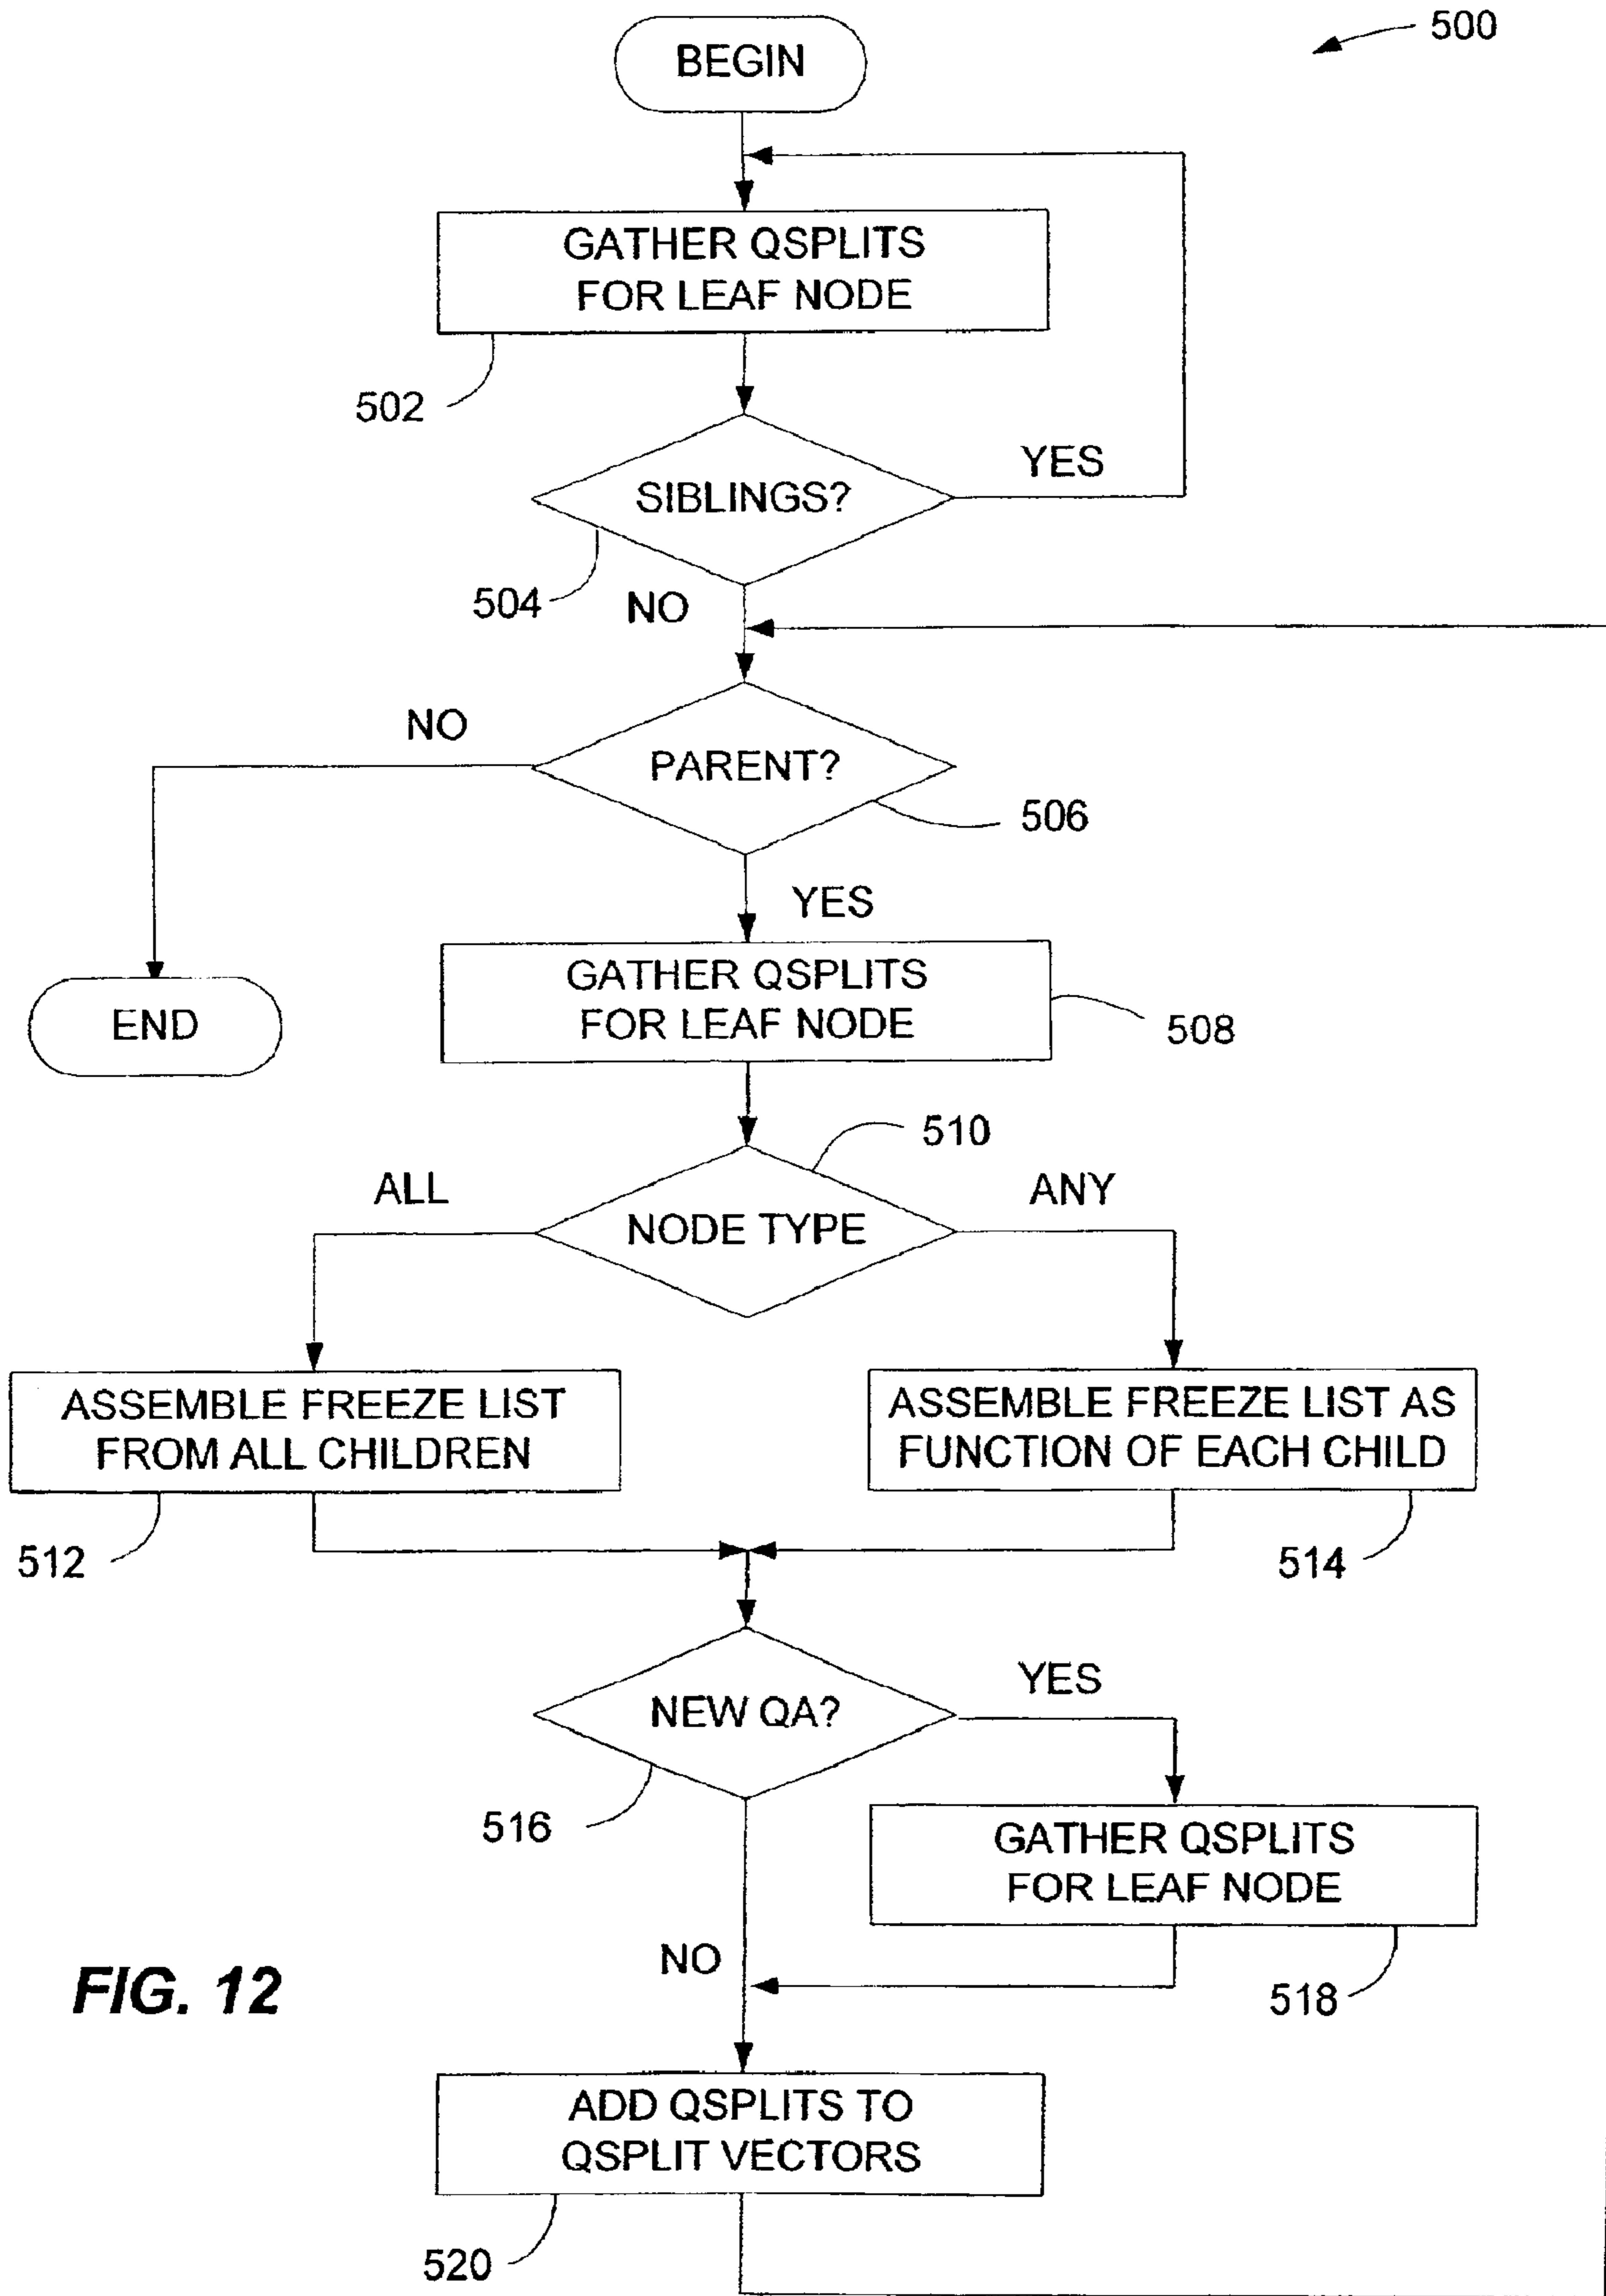 500
BEGIN
GATHER QSPLITS
FOR LEAF NODE
502
SIBLINGS?
YES
504
NO
PARENT?
NO
506
YES
END
GATHER QSPLITS
FOR LEAF NODE
508
510
NODE TYPE
ALL
ANY
ASSEMBLE FREEZE LIST
FROM ALL CHILDREN
512
ASSEMBLE FREEZE LIST AS
FUNCTION OF EACH CHILD
514
NEW QA?
YES
516
GATHER QSPLITS
FOR LEAF NODE
518
NO
FIG. 12
ADD QSPLITS TO
QSPLIT VECTORS
520